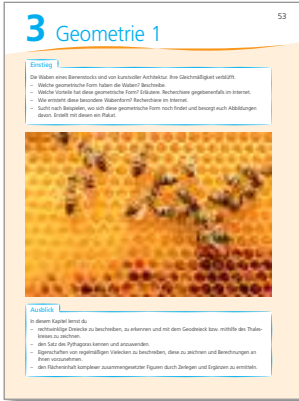 53
3 Geometrie 1
Einstieg
Die Waben eines Bienenstocks sind von kunstvoller Architektur. Ihre Gleichmäßigkeit verblüfft.
– Welche geometrische Form haben die Waben? Beschreibe.
– Welche Vorteile hat diese geometrische Form? Erläutere. Recherchiere gegebenenfalls im Internet.
– Wie entsteht diese besondere Wabenform? Recherchiere im Internet.
– Sucht nach Beispielen, wo sich diese geometrische Form noch findet und besorgt euch Abbildungen
davon. Erstellt mit diesen ein Plakat.
Ausblick
In diesem Kapitel lernst du
– rechtwinklige Dreiecke zu beschreiben, zu erkennen und mit dem Geodreieck bzw. mithilfe des Thales-
kreises zu zeichnen.
– den Satz des Pythagoras kennen und anzuwenden.
– Eigenschaften von regelmäßigen Vielecken zu beschreiben, diese zu zeichnen und Berechnungen an
ihnen vorzunehmen.
– den Flächeninhalt komplexer zusammengesetzter Figuren durch Zerlegen und Ergänzen zu ermitteln.